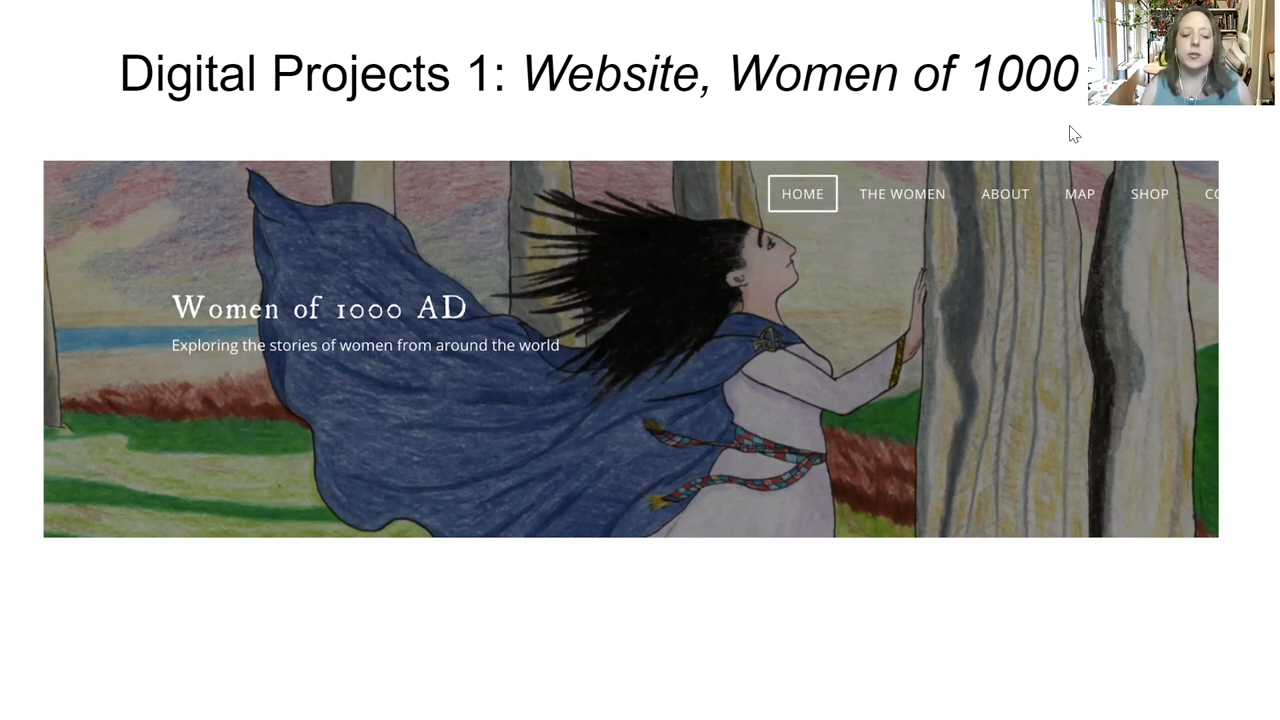 Digital Projects 1: Website, Women of 1000
HOME THE WOMEN ABOUT MAP SHOP
Women of 1000 AD
Exploring the stories of women from around the world